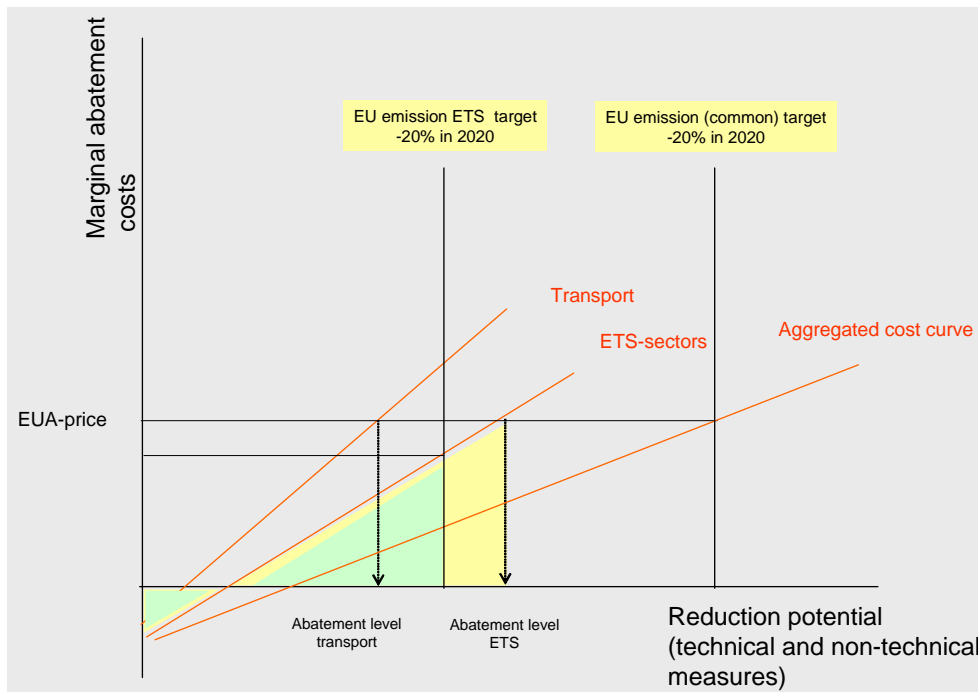 Marginal abatement
costs
EU emission ETS target
-20% in 2020
EU emission (common) target
-20% in 2020
Transport
ETS-sectors
Aggregated cost curve
EUA-price
Abatement level
transport
Abatement level
ETS
Reduction potential
(technical and non-technical
measures)